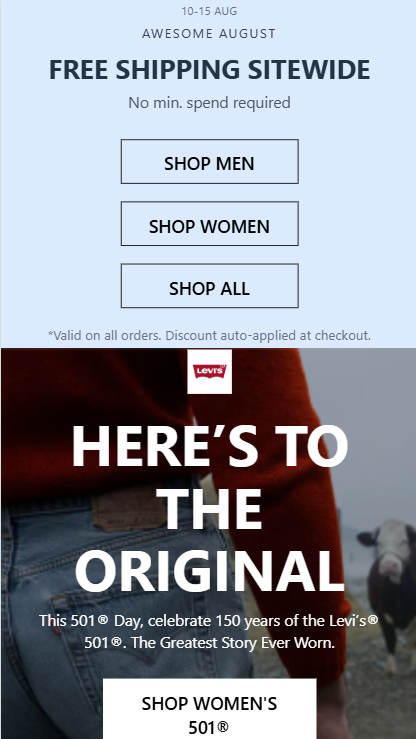 10-15 AUG
AWESOME AUGUST
FREE SHIPPING SITEWIDE
No min. spend required
SHOP MEN
SHOP WOMEN
SHOP ALL
*Valid on all orders. Discount auto-applied at checkout.
Levi's
HERE’S TO
THE
ORIGINAL
This 501® Day, celebrate 150 years of the Levi’s®
501®. The Greatest Story Ever Worn.
SHOP WOMEN'S
501®